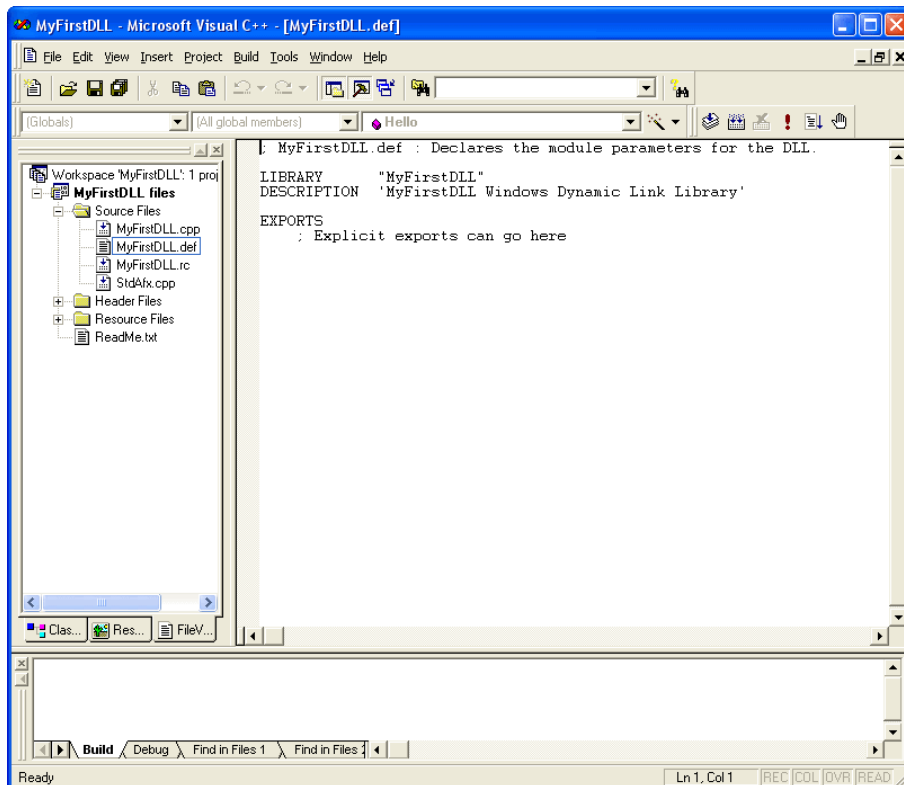 MyFirstDLL - Microsoft Visual C++ - [MyFirstDLL.def]
File Edit View Insert Project Build Tools Window Help
(Globals) (All global members) Hello
Workspace 'MyFirstDLL': 1 proj
MyFirstDLL files
Source Files
MyFirstDLL.cpp
MyFirstDLL.def
MyFirstDLL.rc
StdAfx.cpp
Header Files
Resource Files
ReadMe.txt
Clas... Res... FileV...
; MyFirstDLL.def : Declares the module parameters for the DLL.
LIBRARY "MyFirstDLL"
DESCRIPTION 'MyFirstDLL Windows Dynamic Link Library'
EXPORTS
; Explicit exports can go here
Build Debug Find in Files 1 Find in Files 2
Ready Ln 1, Col 1 REC COL OVR READ